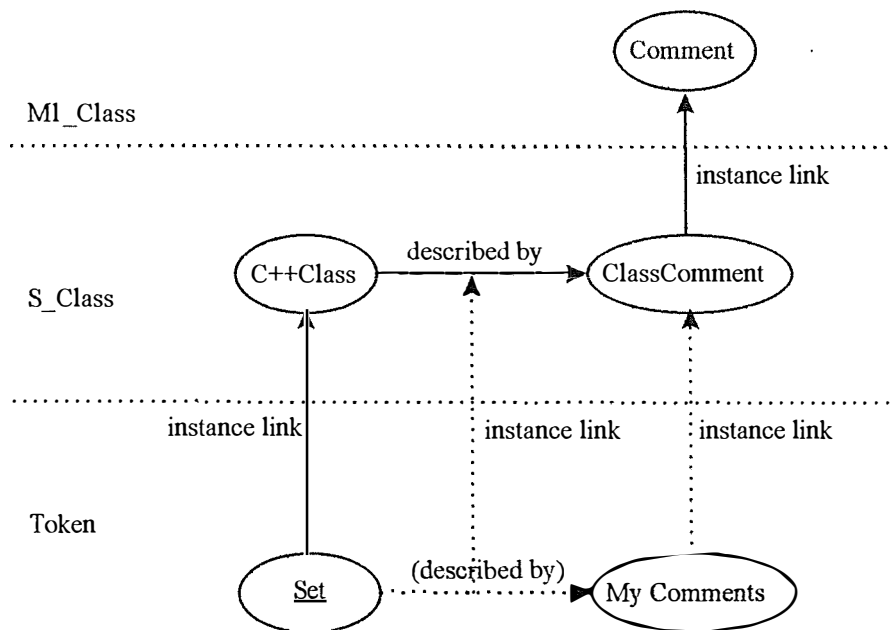 Comment
M1_Class
instance link
described by
C++Class
ClassComment
S_Class
instance link
instance link
instance link
Token
(described by)
Set
My Comments